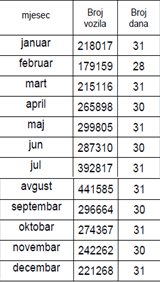 mjesec Broj vozila Broj dana
januar 218017 31
februar 179159 28
mart 215116 31
april 265898 30
maj 299805 31
jun 287310 30
jul 392817 31
avgust 441585 31
septembar 296664 30
oktobar 274367 31
novembar 242262 30
decembar 221268 31